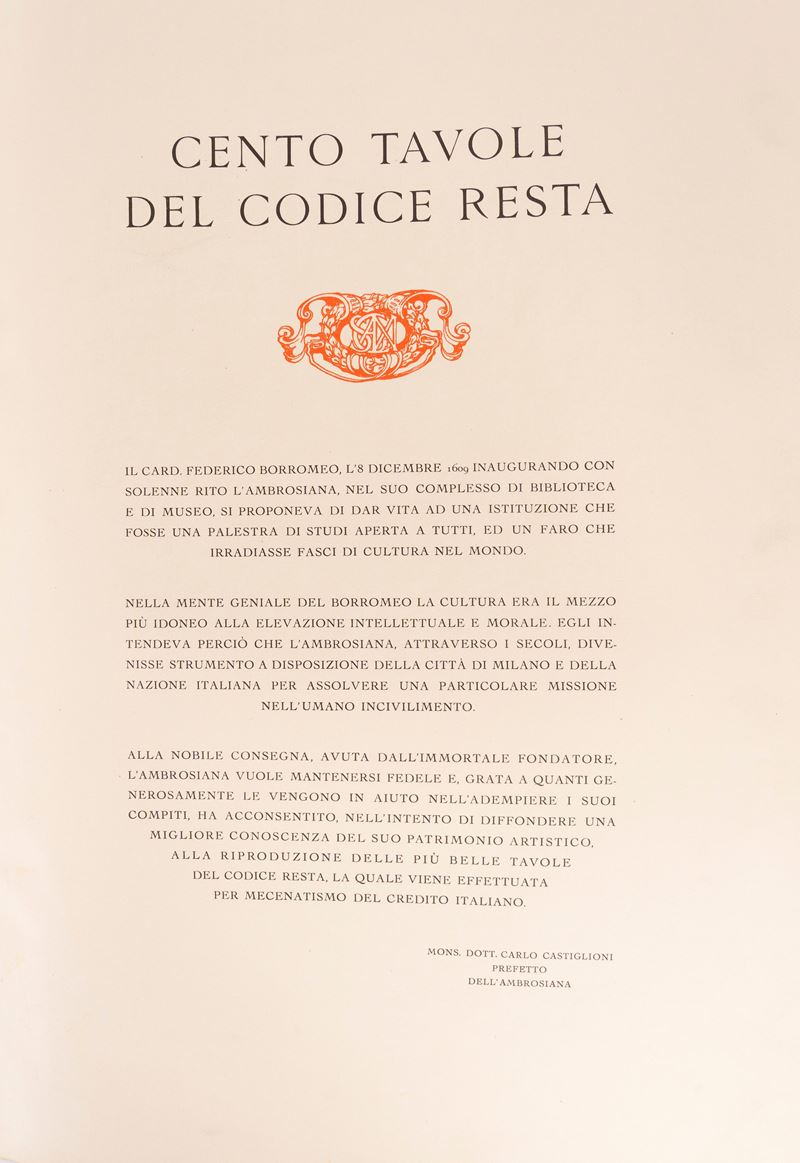 CENTO TAVOLE
DEL CODICE RESTA
IL CARD. FEDERICO BORROMEO, L'8 DICEMBRE 1609 INAUGURANDO CON
SOLENNE RITO L'AMBROSIANA, NEL SUO COMPLESSO DI BIBLIOTECA
E DI MUSEO, SI PROPONEVA DI DAR VITA AD UNA ISTITUZIONE CHE
FOSSE UNA PALESTRA DI STUDI APERTA A TUTTI, ED UN FARO CHE
IRRADIASSE FASCI DI CULTURA NEL MONDO.
NELLA MENTE GENIALE DEL BORROMEO LA CULTURA ERA IL MEZZO
PIÙ IDONEO ALLA ELEVAZIONE INTELLETTUALE E MORALE. EGLI IN-
TENDEVA PERCIÒ CHE L'AMBROSIANA, ATTRAVERSO I SECOLI, DIVE-
NISSE STRUMENTO A DISPOSIZIONE DELLA CITTÀ DI MILANO E DELLA
NAZIONE ITALIANA PER ASSOLVERE UNA PARTICOLARE MISSIONE
NELL'UMANO INCIVILIMENTO.
ALLA NOBILE CONSEGNA, AVUTA DALL'IMMORTALE FONDATORE,
L'AMBROSIANA VUOLE MANTENERSI FEDELE E, GRATA A QUANTI GE-
NEROSAMENTE LE VENGONO IN AIUTO NELL'ADEMPIERE I SUOI
COMPITI, HA ACCONSENTITO, NELL'INTENTO DI DIFFONDERE UNA
MIGLIORE CONOSCENZA DEL SUO PATRIMONIO ARTISTICO,
ALLA RIPRODUZIONE DELLE PIÙ BELLE TAVOLE
DEL CODICE RESTA, LA QUALE VIENE EFFETTUATA
PER MECENATISMO DEL CREDITO ITALIANO.
MONS. DOTT. CARLO CASTIGLIONI
PREFETTO
DELL'AMBROSIANA